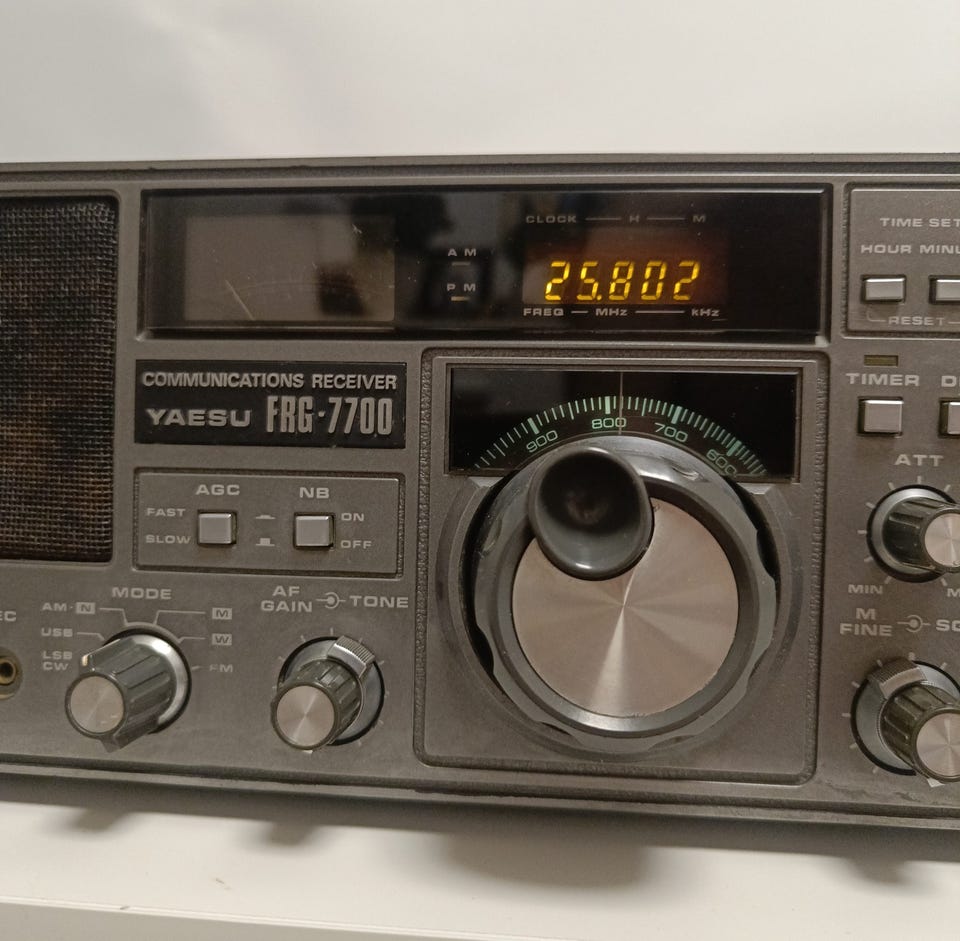 CLOCK H M
AM
PM
25.802
FREQ MHz kHz
TIME SET
HOUR
RESET
COMMUNICATIONS RECEIVER
YAESU FRG-7700
900 800 700 600
TIMER
AGC NB
FAST ON
SLOW OFF
ATT
MIN
MODE
AM-N M
USB W
LSB
CW FM
AF
GAIN TONE
M
FINE